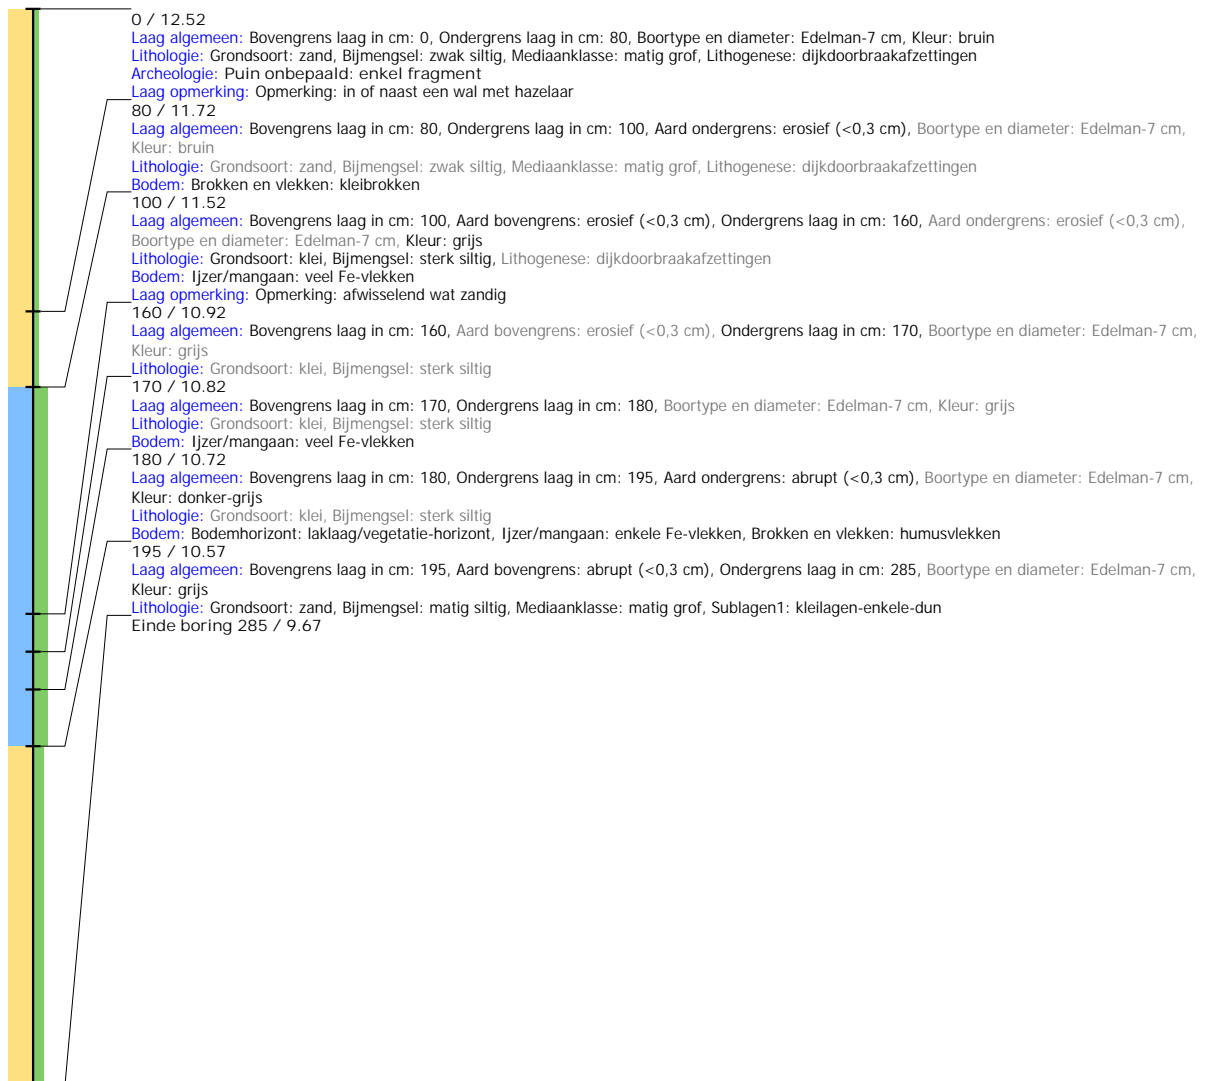 0 / 12.52
Laag algemeen: Bovengrens laag in cm: 0, Ondergrens laag in cm: 80, Boortype en diameter: Edelman-7 cm, Kleur: bruin
Lithologie: Grondsoort: zand, Bijmengsel: zwak siltig, Mediaanklasse: matig grof, Lithogenese: dijkdoorbraakafzettingen
Archeologie: Puin onbepaald: enkel fragment
Laag opmerking: Opmerking: in of naast een wal met hazelaar
80 / 11.72
Laag algemeen: Bovengrens laag in cm: 80, Ondergrens laag in cm: 100, Aard ondergrens: erosief (<0,3 cm), Boortype en diameter: Edelman-7 cm,
Kleur: bruin
Lithologie: Grondsoort: zand, Bijmengsel: zwak siltig, Mediaanklasse: matig grof, Lithogenese: dijkdoorbraakafzettingen
Bodem: Brokken en vlekken: kleibrokken
100 / 11.52
Laag algemeen: Bovengrens laag in cm: 100, Aard bovengrens: erosief (<0,3 cm), Ondergrens laag in cm: 160, Aard ondergrens: erosief (<0,3 cm),
Boortype en diameter: Edelman-7 cm, Kleur: grijs
Lithologie: Grondsoort: klei, Bijmengsel: sterk siltig, Lithogenese: dijkdoorbraakafzettingen
Bodem: Ijzer/mangaan: veel Fe-vlekken
Laag opmerking: Opmerking: afwisselend wat zandig
160 / 10.92
Laag algemeen: Bovengrens laag in cm: 160, Aard bovengrens: erosief (<0,3 cm), Ondergrens laag in cm: 170, Boortype en diameter: Edelman-7 cm,
Kleur: grijs
Lithologie: Grondsoort: klei, Bijmengsel: sterk siltig
170 / 10.82
Laag algemeen: Bovengrens laag in cm: 170, Ondergrens laag in cm: 180, Boortype en diameter: Edelman-7 cm, Kleur: grijs
Lithologie: Grondsoort: klei, Bijmengsel: sterk siltig
Bodem: Ijzer/mangaan: veel Fe-vlekken
180 / 10.72
Laag algemeen: Bovengrens laag in cm: 180, Ondergrens laag in cm: 195, Aard ondergrens: abrupt (<0,3 cm), Boortype en diameter: Edelman-7 cm,
Kleur: donker-grijs
Lithologie: Grondsoort: klei, Bijmengsel: sterk siltig
Bodem: Bodemhorizont: laklaag/vegetatie-horizont, Ijzer/mangaan: enkele Fe-vlekken, Brokken en vlekken: humusvlekken
195 / 10.57
Laag algemeen: Bovengrens laag in cm: 195, Aard bovengrens: abrupt (<0,3 cm), Ondergrens laag in cm: 285, Boortype en diameter: Edelman-7 cm,
Kleur: grijs
Lithologie: Grondsoort: zand, Bijmengsel: matig siltig, Mediaanklasse: matig grof, Sublagen1: kleilagen-enkele-dun
Einde boring 285 / 9.67